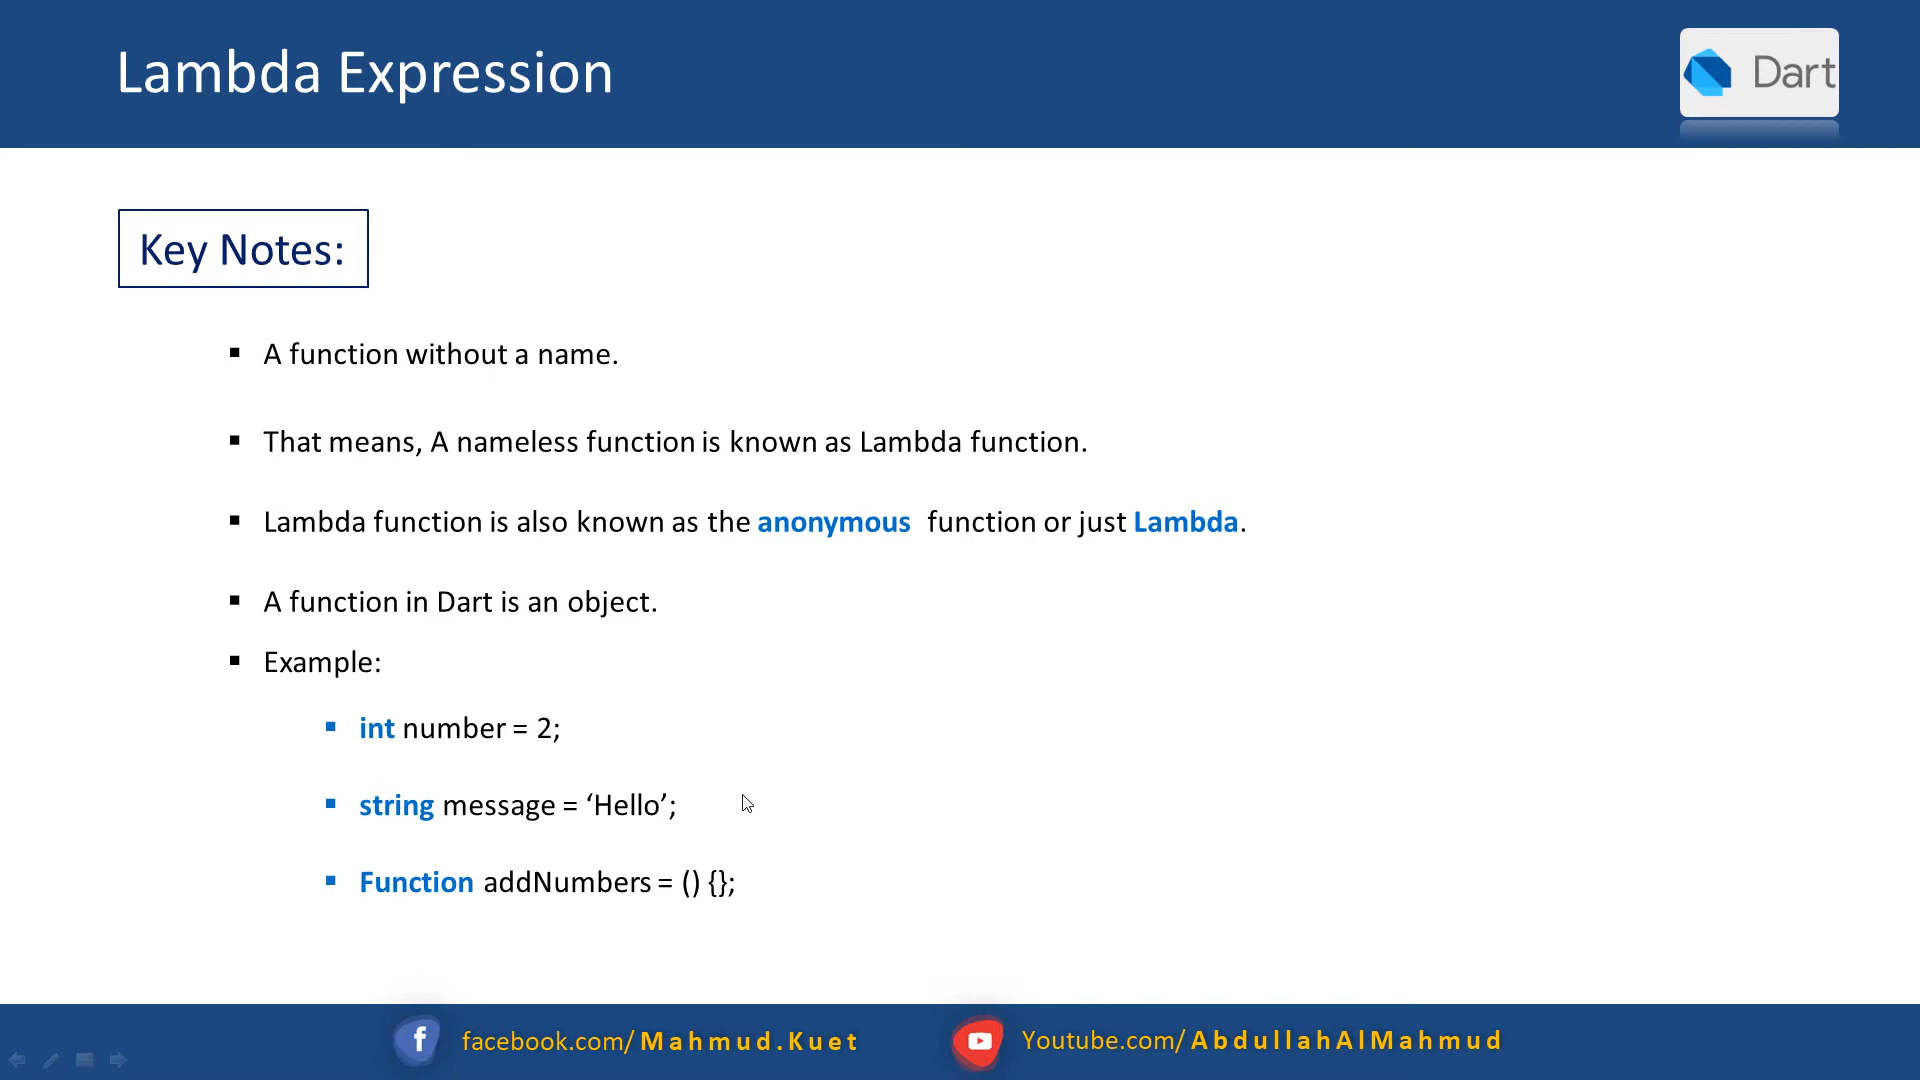 Lambda Expression
Dart
Key Notes:
▪ A function without a name.
▪ That means, A nameless function is known as Lambda function.
▪ Lambda function is also known as the anonymous function or just Lambda.
▪ A function in Dart is an object.
▪ Example:
▪ int number = 2;
▪ string message = ‘Hello’;
▪ Function addNumbers = () {};
facebook.com/Mahmud.Kuet
Youtube.com/AbdullahAlMahmud